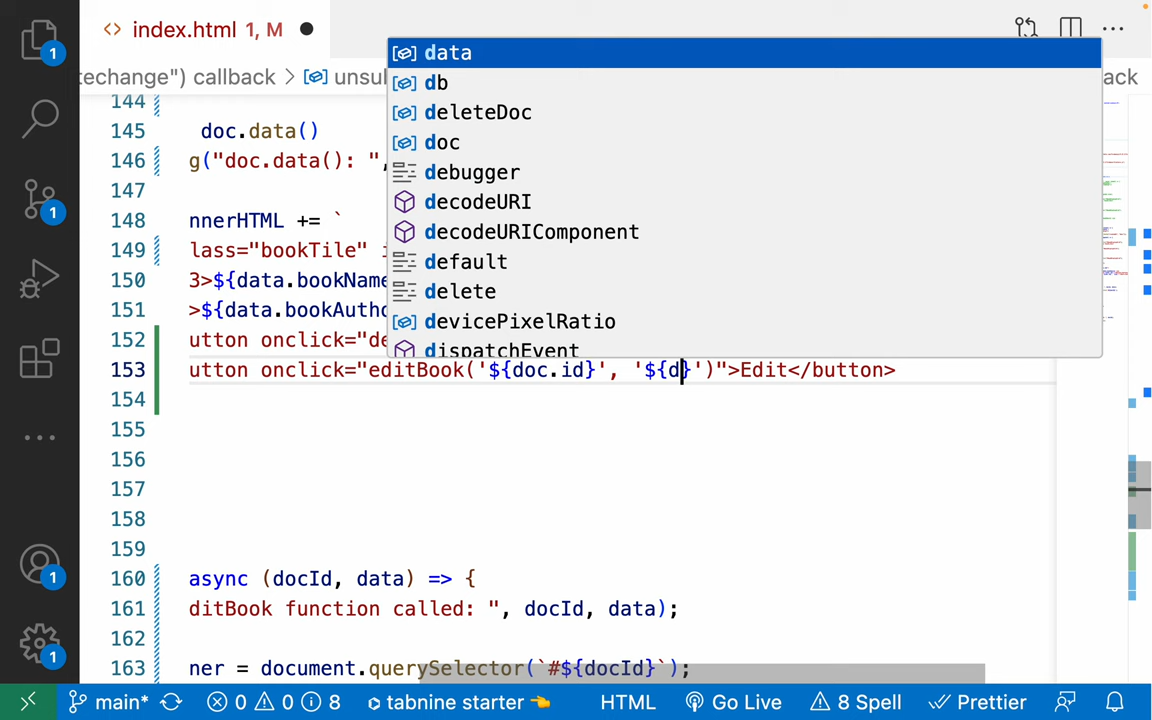 index.html 1, M
techange") callback > unsu
ack
data
db
deleteDoc
doc
debugger
decodeURI
decodeURIComponent
default
delete
devicePixelRatio
dispatchEvent
144
145 doc.data()
146 g("doc.data(): ",
147
148 nnerHTML += `
149 lass="bookTile" i
150 3>${data.bookName
151 >${data.bookAutho
152 utton onclick="de
153 utton onclick="editBook('${doc.id}', '${d}')">Edit</button>
154
155
156
157
158
159
160 async (docId, data) => {
161 ditBook function called: ", docId, data);
162
163 ner = document.querySelector(`#${docId}`);
1
1
1
1
main* 0 0 8 tabnine starter 👈 HTML Go Live 8 Spell Prettier